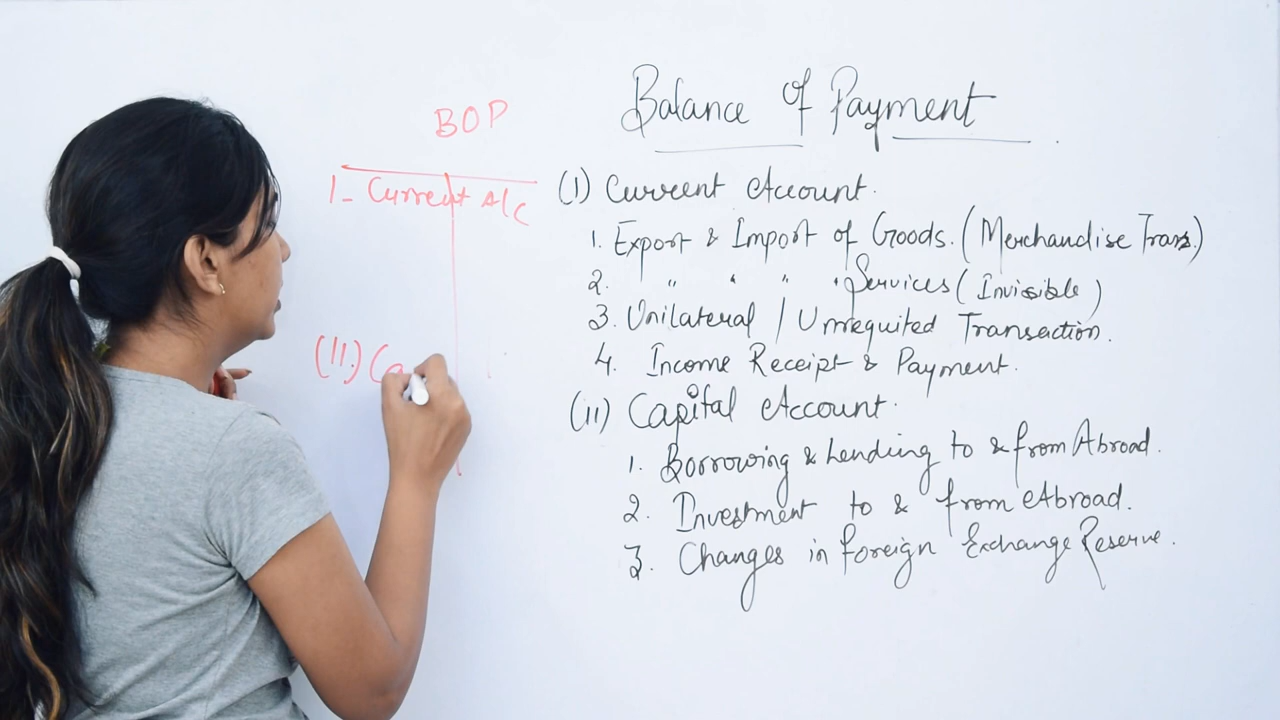 BOP
1- Current A/c
(II.) Ca
Balance of Payment
(I) Current Account.
1. Export & Import of Goods. (Merchandise Trans.)
2. " " " " Services (Invisible)
3. Unilateral / Unrequited Transaction.
4. Income Receipt & Payment.
(II) Capital Account.
1. Borrowing & Lending to & from Abroad.
2. Investment to & from Abroad.
3. Changes in Foreign Exchange Reserve.